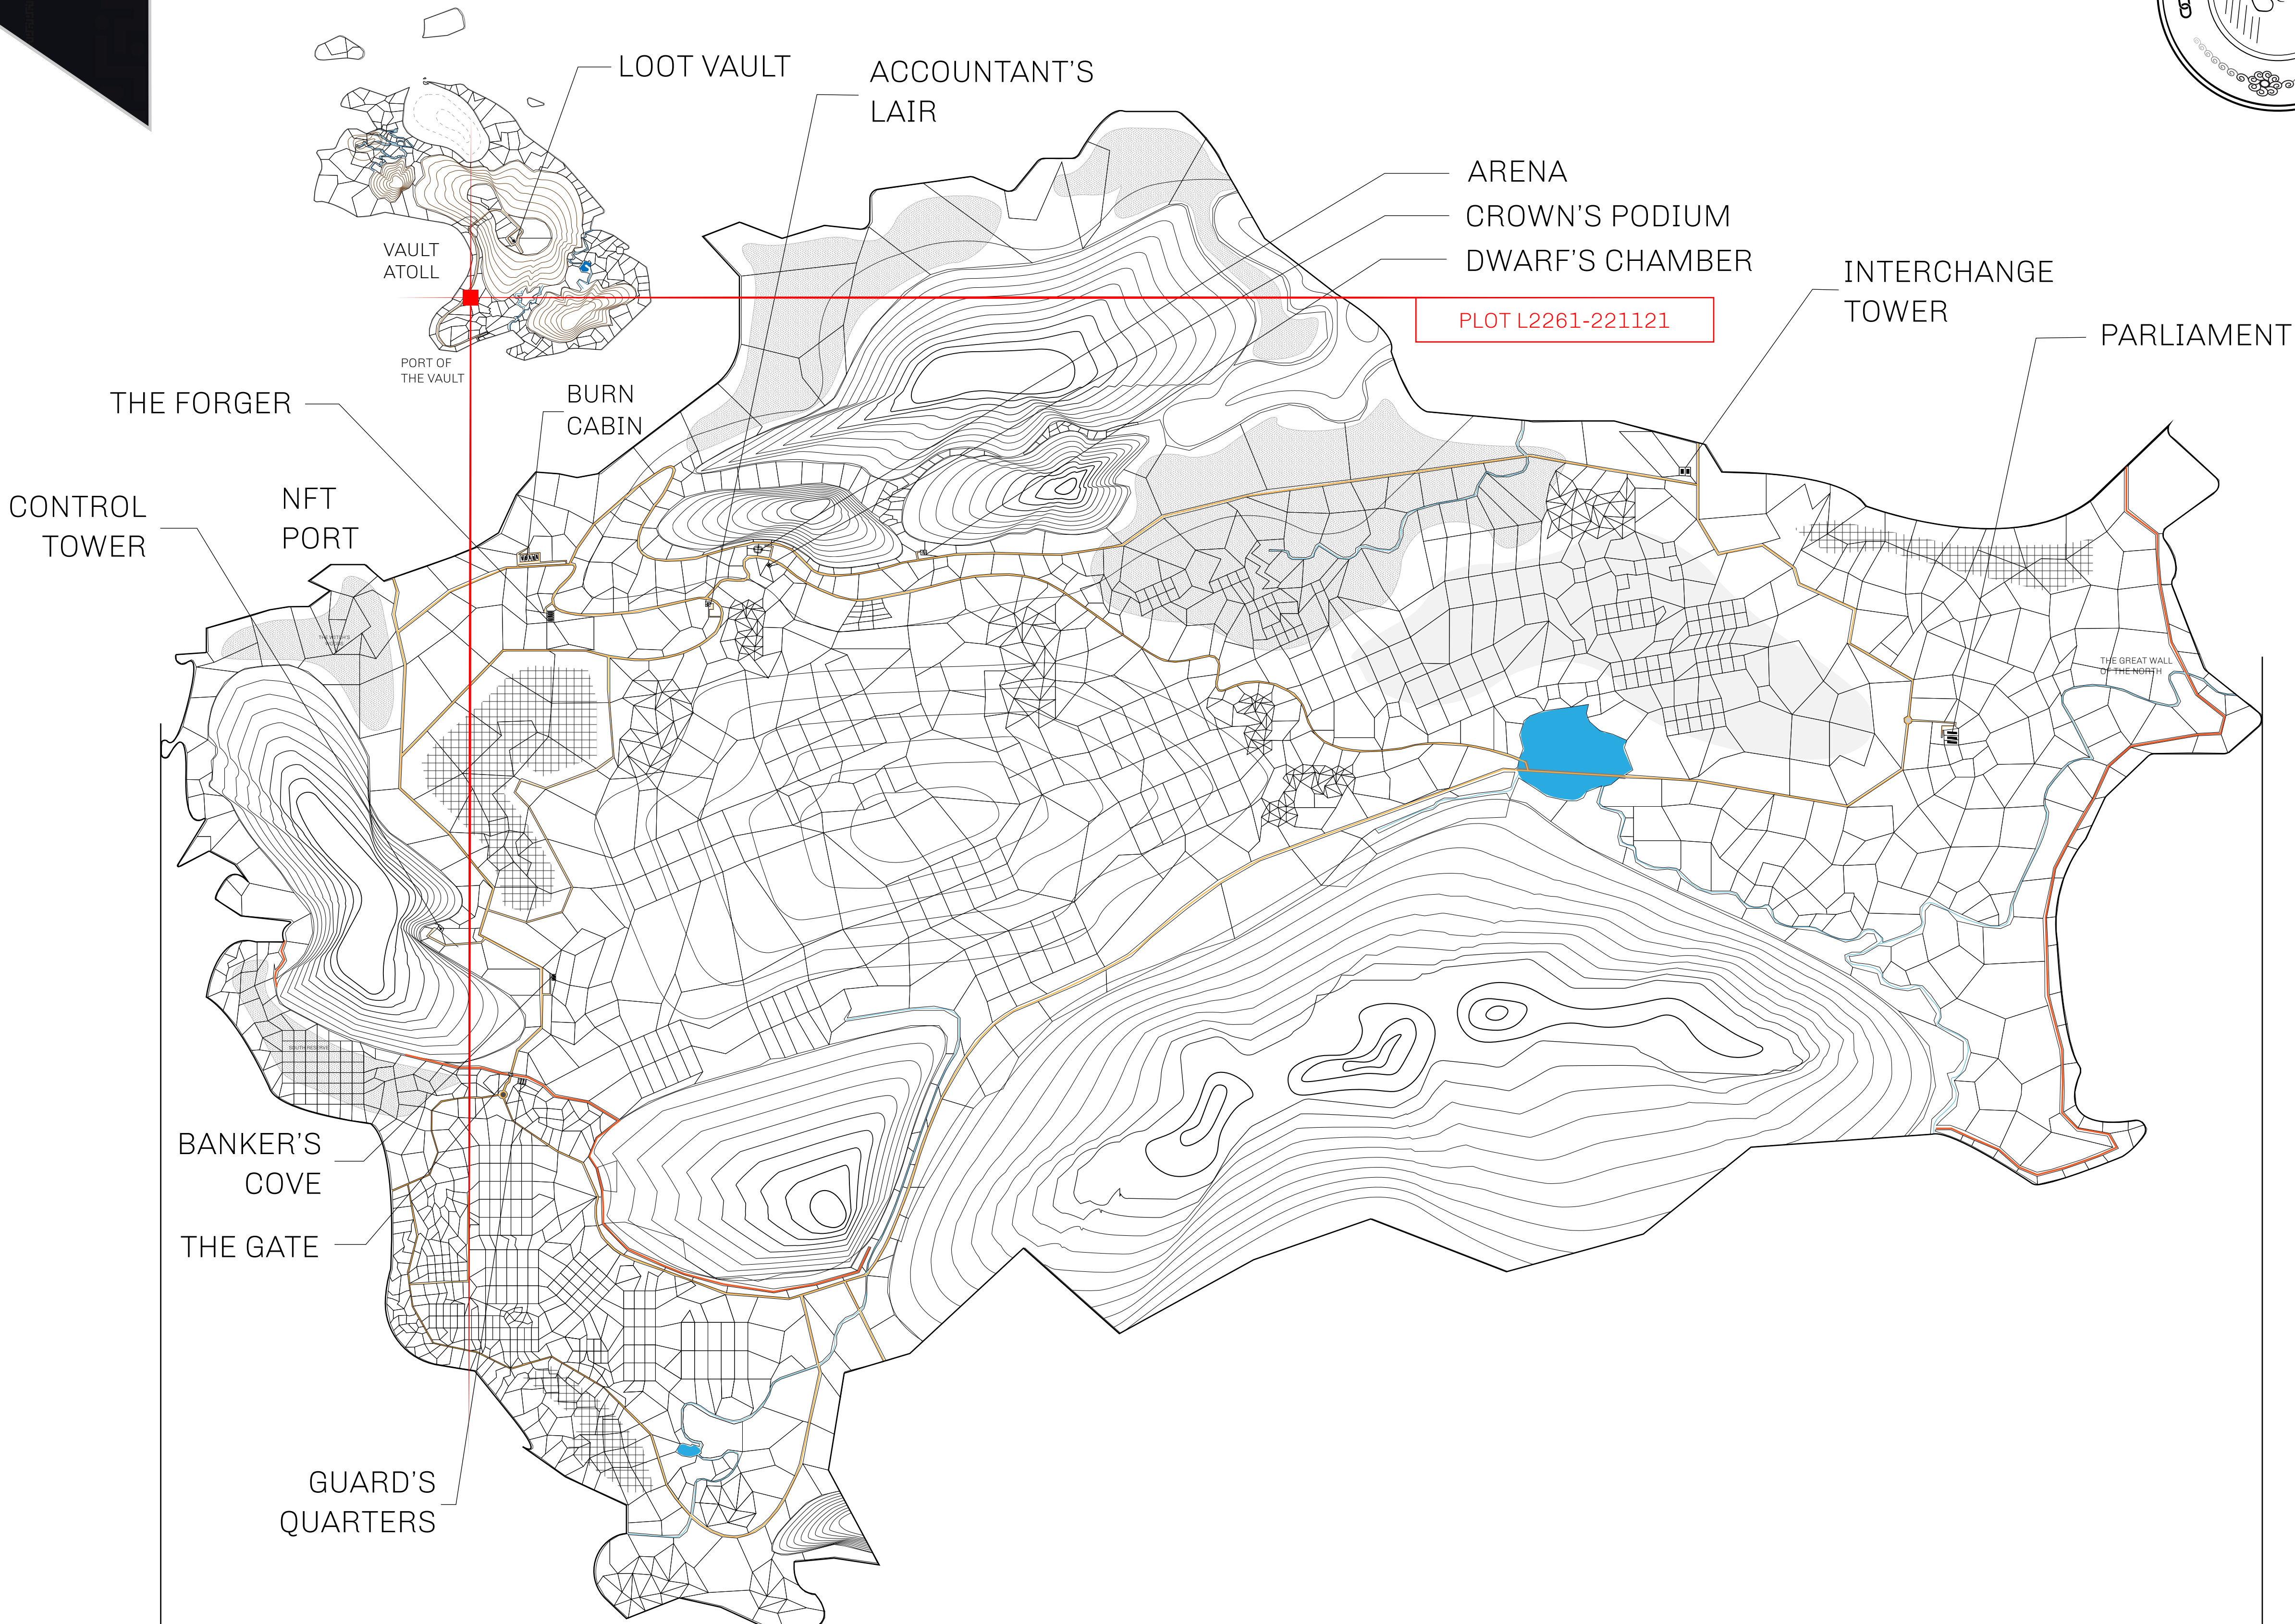 LOOT VAULT
ACCOUNTANT'S
LAIR
ARENA
CROWN'S PODIUM
DWARF'S CHAMBER
VAULT
ATOLL
INTERCHANGE
TOWER
PLOT L2261-221121
PARLIAMENT
PORT OF
THE VAULT
THE FORGER
BURN
CABIN
CONTROL
TOWER
NFT
PORT
THE GREAT WALL
OF THE NORTH
SOUTH RESERVE
BANKER'S
COVE
THE GATE
GUARD'S
QUARTERS